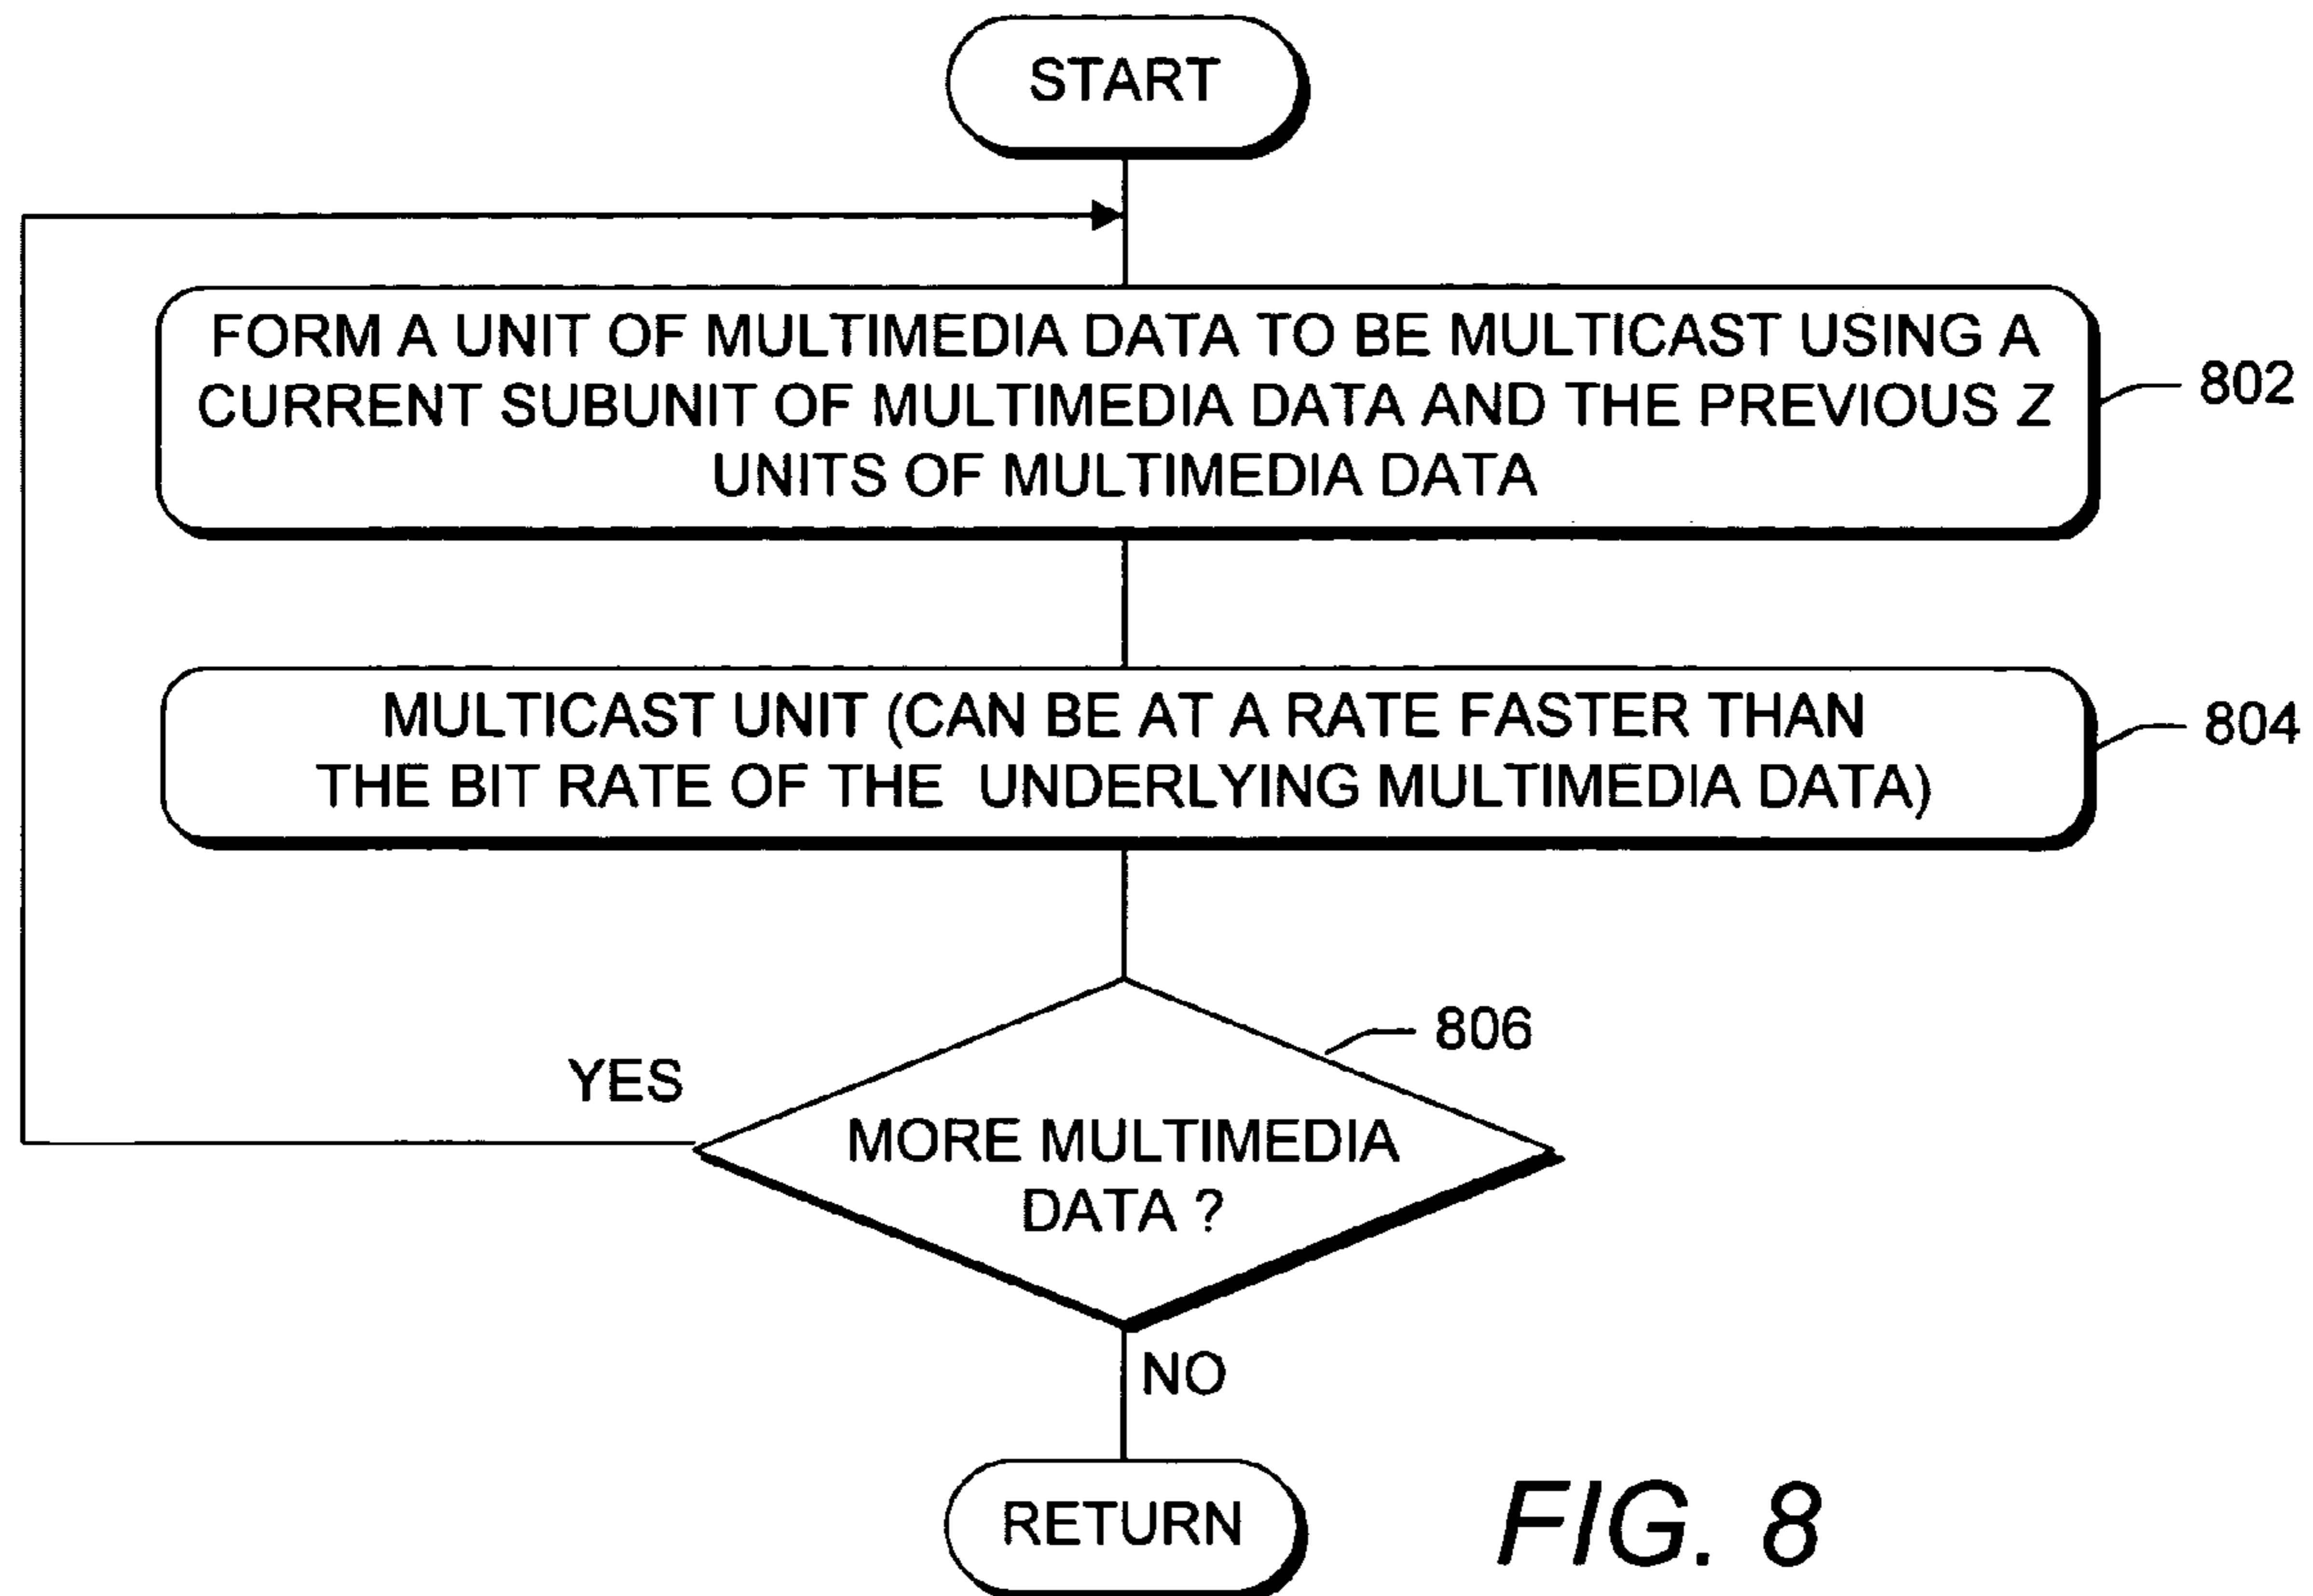 START
FORM A UNIT OF MULTIMEDIA DATA TO BE MULTICAST USING A
CURRENT SUBUNIT OF MULTIMEDIA DATA AND THE PREVIOUS Z
UNITS OF MULTIMEDIA DATA
802
MULTICAST UNIT (CAN BE AT A RATE FASTER THAN
THE BIT RATE OF THE UNDERLYING MULTIMEDIA DATA)
804
806
YES
MORE MULTIMEDIA
DATA ?
NO
RETURN
FIG. 8